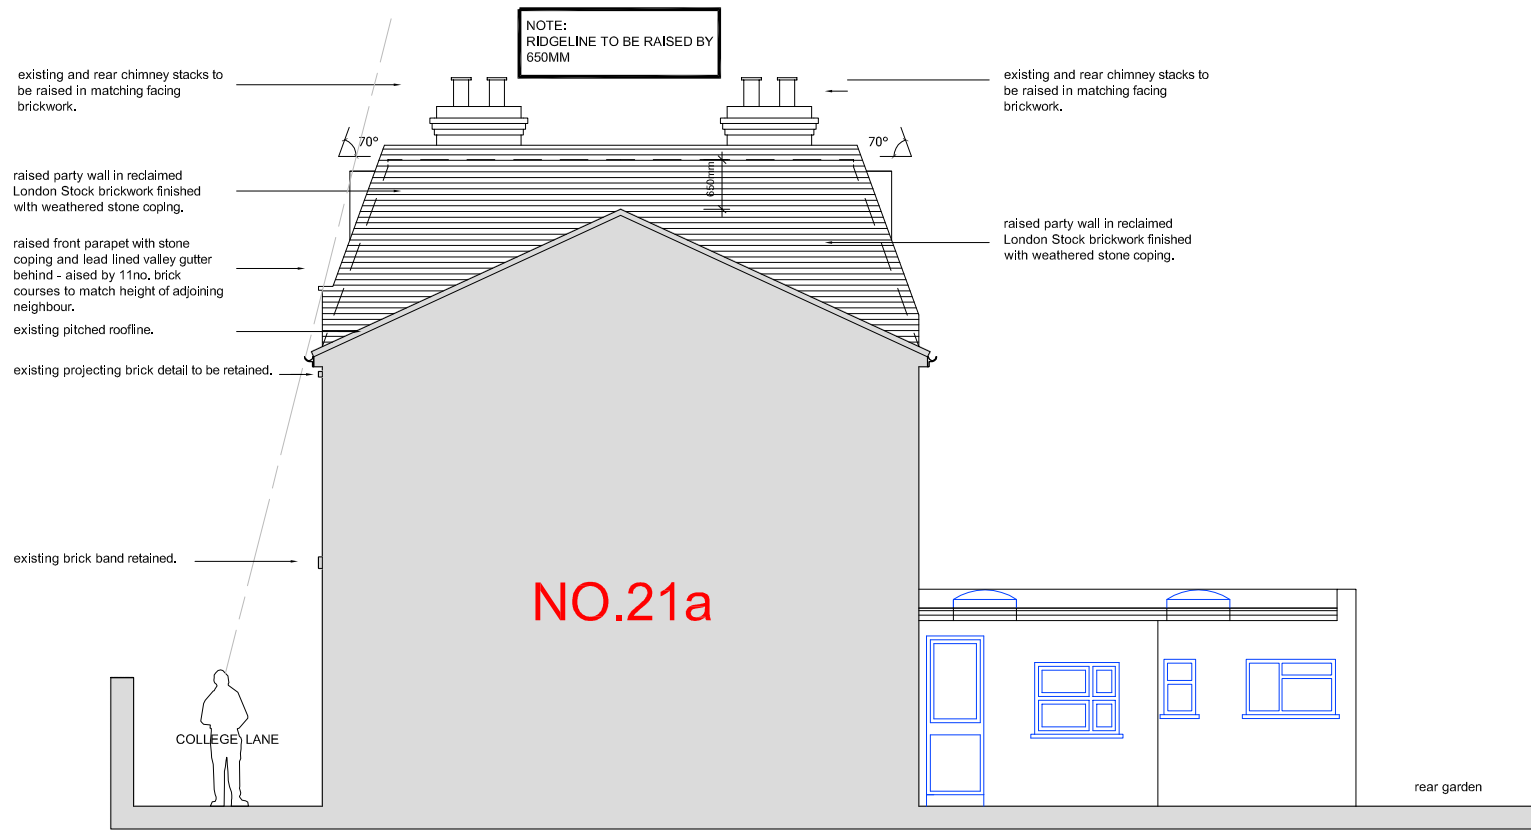 NOTE:
RIDGELINE TO BE RAISED BY
650MM
existing and rear chimney stacks to
be raised in matching facing
brickwork.
existing and rear chimney stacks to
be raised in matching facing
brickwork.
70°
70°
650mm
raised party wall in reclaimed
London Stock brickwork finished
with weathered stone coping.
raised party wall in reclaimed
London Stock brickwork finished
with weathered stone coping.
raised front parapet with stone
coping and lead lined valley gutter
behind - aised by 11no. brick
courses to match height of adjoining
neighbour.
existing pitched roofline.
existing projecting brick detail to be retained.
existing brick band retained.
NO.21a
COLLEGE LANE
rear garden